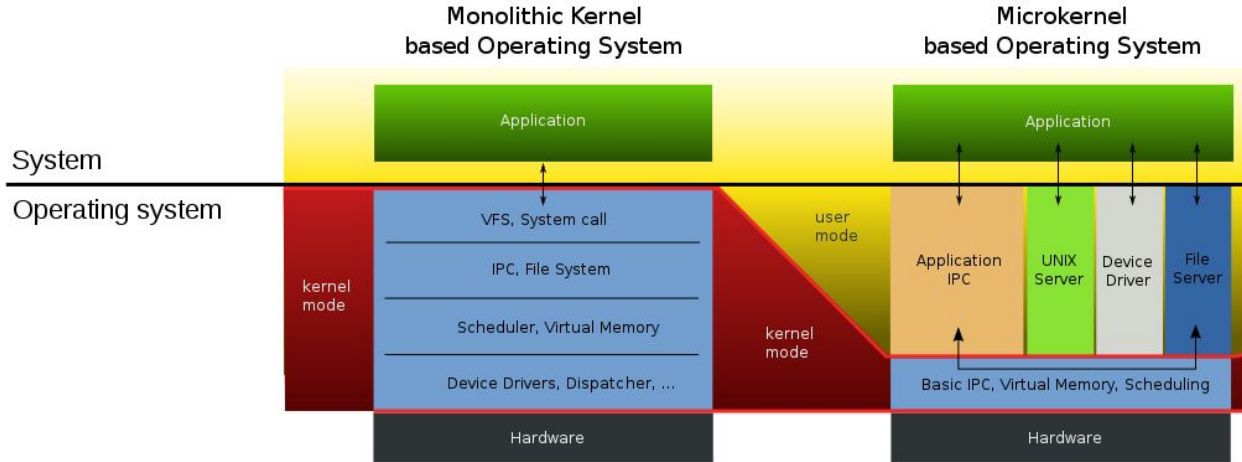 Monolithic Kernel
based Operating System
Microkernel
based Operating System
Application
Application
System
Operating system
VFS, System call
IPC, File System
Scheduler, Virtual Memory
Device Drivers, Dispatcher, ...
kernel
mode
user
mode
kernel
mode
Application
IPC
UNIX
Server
Device
Driver
File
Server
Basic IPC, Virtual Memory, Scheduling
Hardware
Hardware